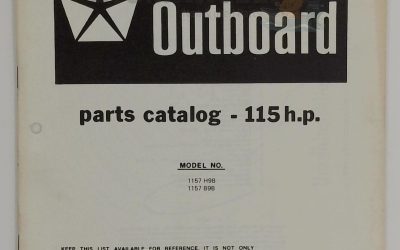 Outboard
parts catalog - 115 h.p.
MODEL NO.
1157 H9B
1157 B9B
KEEP THIS LIST AVAILABLE FOR REFERENCE. IT IS NOT ONLY